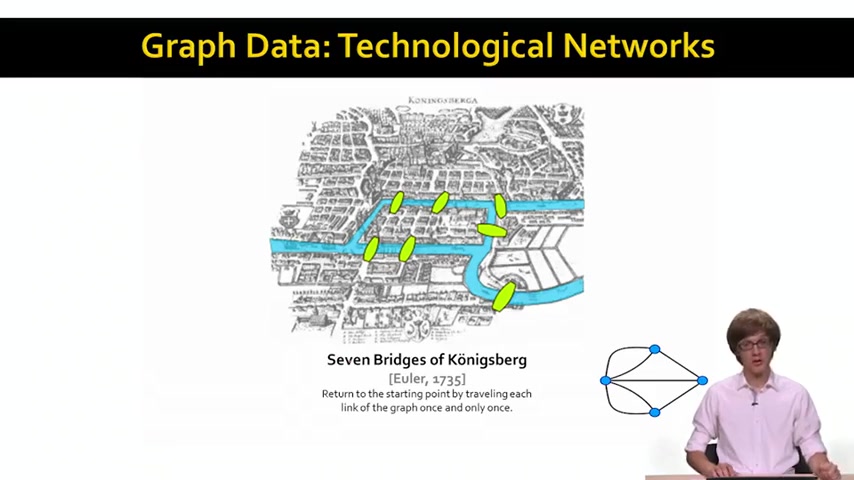 Graph Data: Technological Networks
KONINGSBERGA
Seven Bridges of Königsberg
[Euler, 1735]
Return to the starting point by traveling each
link of the graph once and only once.